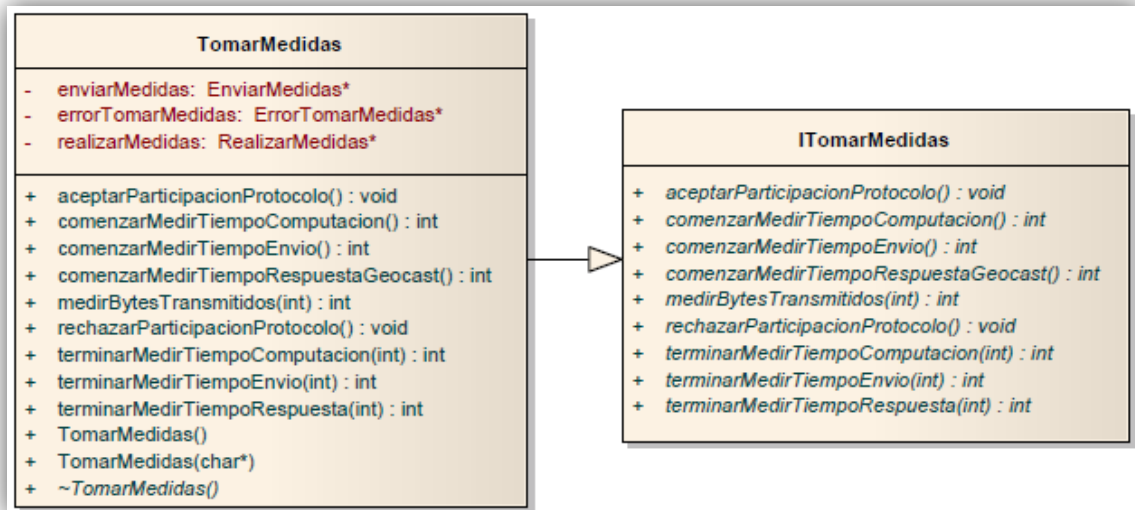 TomarMedidas
- enviarMedidas: EnviarMedidas*
- errorTomarMedidas: ErrorTomarMedidas*
- realizarMedidas: RealizarMedidas*
+ aceptarParticipacionProtocolo() : void
+ comenzarMedirTiempoComputacion() : int
+ comenzarMedirTiempoEnvio() : int
+ comenzarMedirTiempoRespuestaGeocast() : int
+ medirBytesTransmitidos(int) : int
+ rechazarParticipacionProtocolo() : void
+ terminarMedirTiempoComputacion(int) : int
+ terminarMedirTiempoEnvio(int) : int
+ terminarMedirTiempoRespuesta(int) : int
+ TomarMedidas()
+ TomarMedidas(char*)
+ ~TomarMedidas()
ITomarMedidas
+ aceptarParticipacionProtocolo() : void
+ comenzarMedirTiempoComputacion() : int
+ comenzarMedirTiempoEnvio() : int
+ comenzarMedirTiempoRespuestaGeocast() : int
+ medirBytesTransmitidos(int) : int
+ rechazarParticipacionProtocolo() : void
+ terminarMedirTiempoComputacion(int) : int
+ terminarMedirTiempoEnvio(int) : int
+ terminarMedirTiempoRespuesta(int) : int